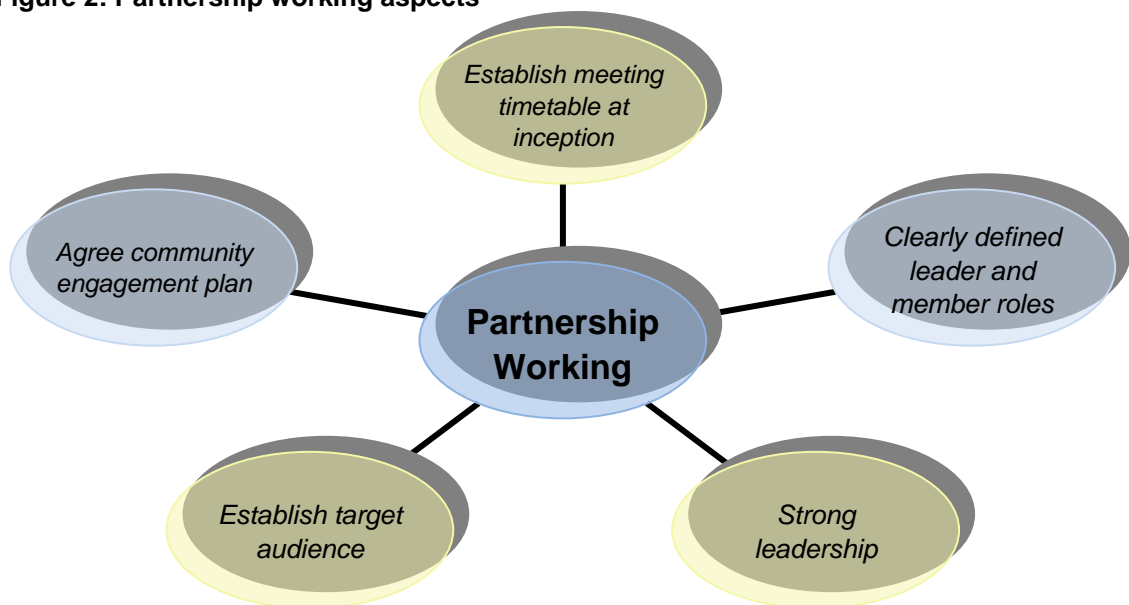 Figure 2: Partnership working aspects
Establish meeting
timetable at
inception
Agree community
engagement plan
Clearly defined
leader and
member roles
Partnership
Working
Establish target
audience
Strong
leadership